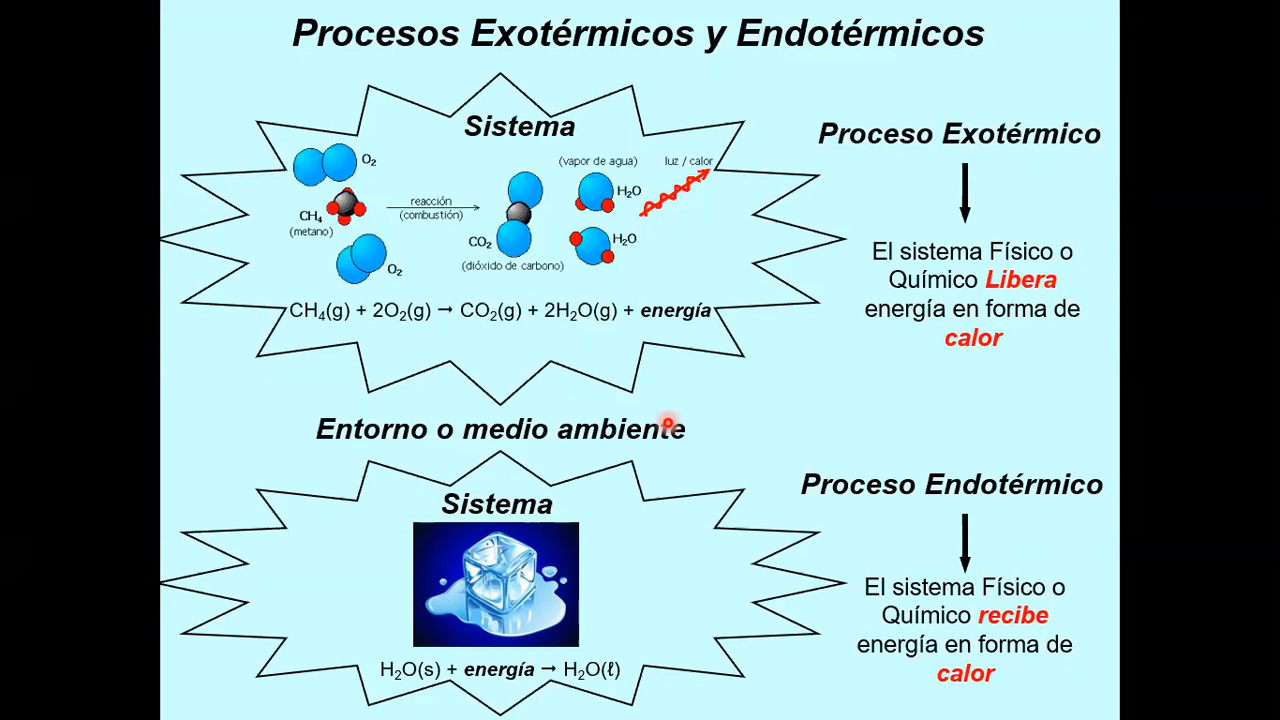 Procesos Exotérmicos y Endotérmicos
Sistema
O₂
CH₄
(metano)
O₂
reacción
(combustión)
CO₂
(dióxido de carbono)
(vapor de agua)
H₂O
H₂O
luz / calor
CH₄(g) + 2O₂(g) → CO₂(g) + 2H₂O(g) + energía
Proceso Exotérmico
El sistema Físico o
Químico Libera
energía en forma de
calor
Entorno o medio ambiente
Sistema
H₂O(s) + energía → H₂O(ℓ)
Proceso Endotérmico
El sistema Físico o
Químico recibe
energía en forma de
calor